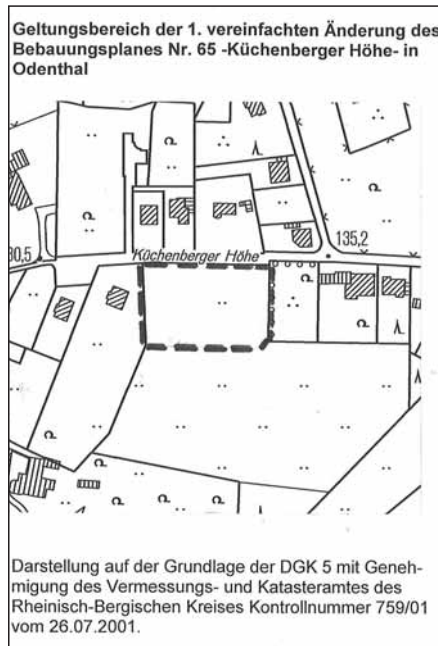 Geltungsbereich der 1. vereinfachten Änderung des
Bebauungsplanes Nr. 65 -Küchenberger Höhe- in
Odenthal
135,2
30,5
Küchenberger Höhe
Darstellung auf der Grundlage der DGK 5 mit Geneh-
migung des Vermessungs- und Katasteramtes des
Rheinisch-Bergischen Kreises Kontrollnummer 759/01
vom 26.07.2001.